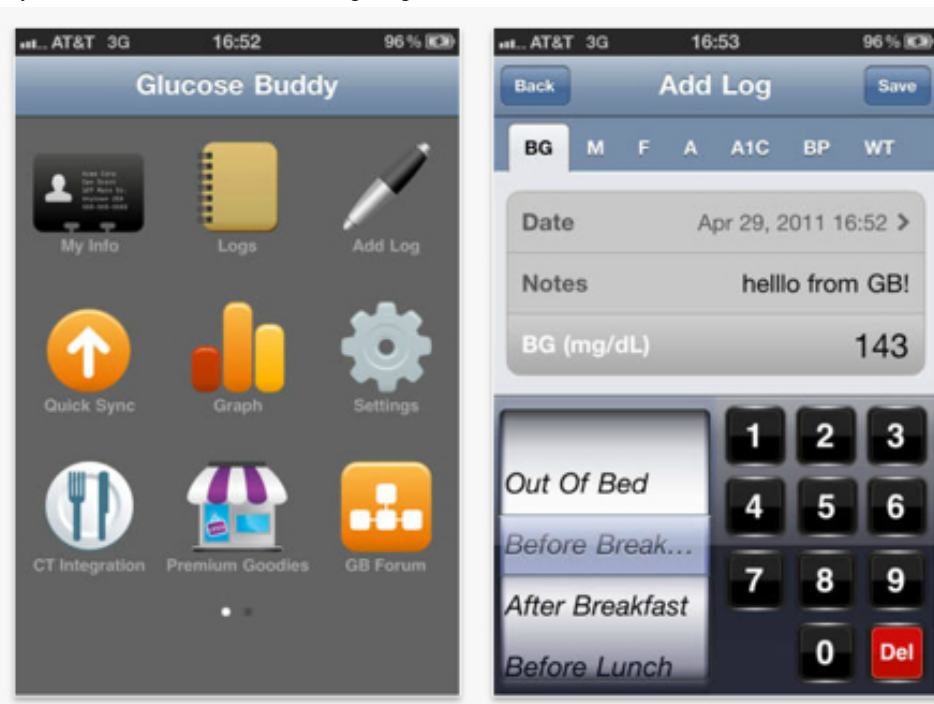 AT&T 3G 16:52 96%
Glucose Buddy
My Info Logs Add Log
Quick Sync Graph Settings
CT Integration Premium Goodies GB Forum
AT&T 3G 16:53 96%
Back Add Log Save
BG M F A A1C BP WT
Date Apr 29, 2011 16:52 >
Notes helllo from GB!
BG (mg/dL) 143
Out Of Bed
Before Break...
After Breakfast
Before Lunch
1 2 3
4 5 6
7 8 9
0 Del